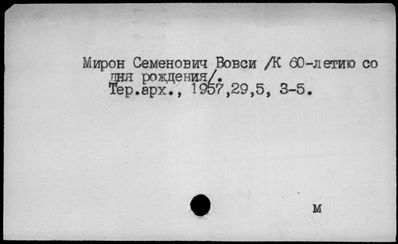 Мирон Семенович Вовси /К 60-летию со
дня рождения/.
Тер.арх., 1957,29,5, 3-5.
м